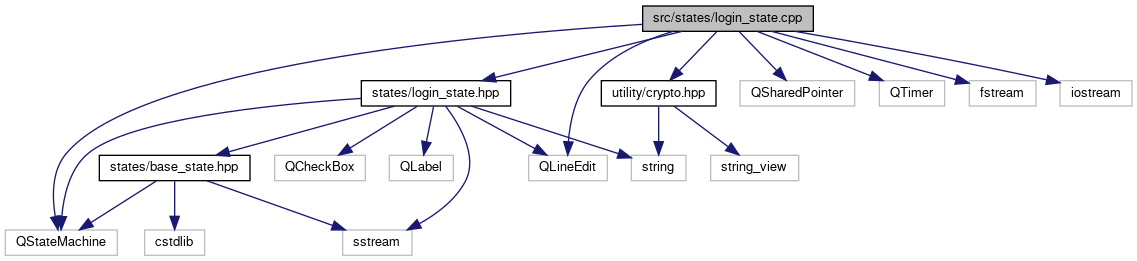 src/states/login_state.cpp
states/login_state.hpp
utility/crypto.hpp
QSharedPointer
QTimer
fstream
iostream
states/base_state.hpp
QCheckBox
QLabel
QLineEdit
string
string_view
QStateMachine
cstdlib
sstream